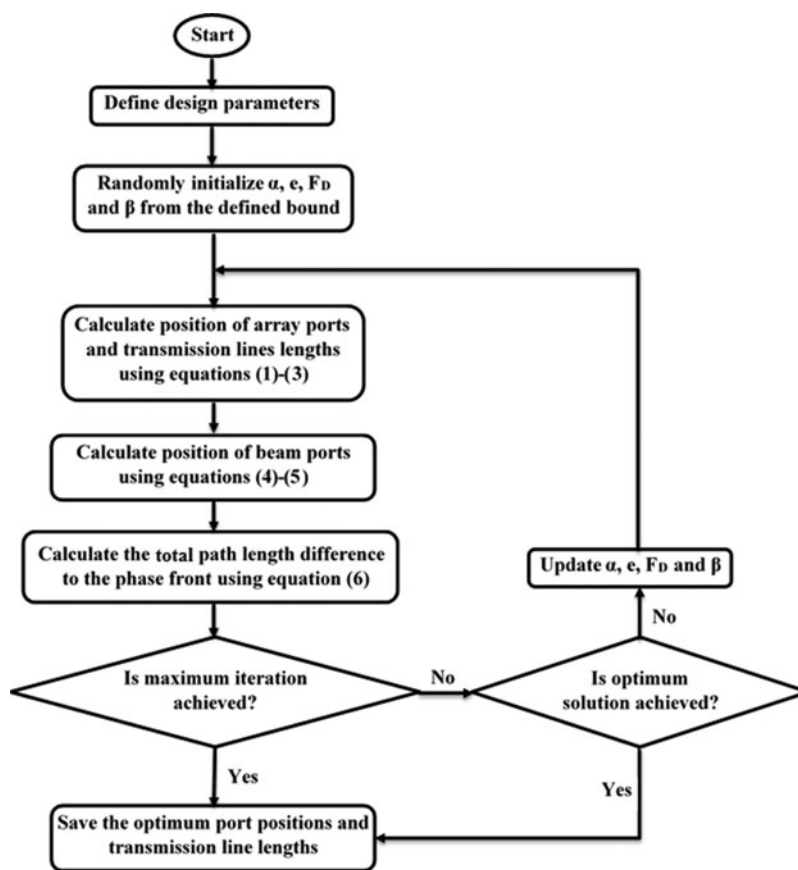 Start
Define design parameters
Randomly initialize α, e, FD
and β from the defined bound
Calculate position of array ports
and transmission lines lengths
using equations (1)-(3)
Calculate position of beam ports
using equations (4)-(5)
Calculate the total path length difference
to the phase front using equation (6)
Update α, e, FD and β
No
Is maximum iteration
achieved?
No
Is optimum
solution achieved?
Yes
Yes
Save the optimum port positions and
transmission line lengths